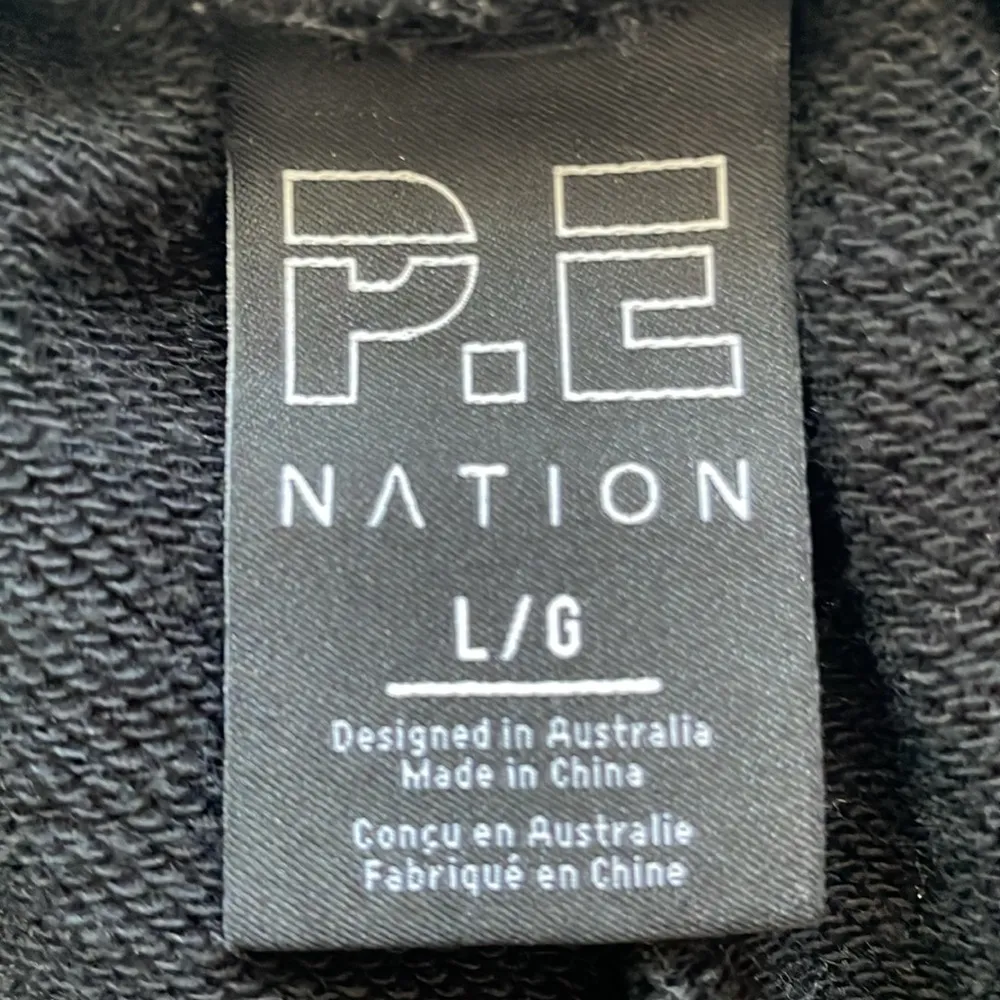 P.E
NATION
L/G
Designed in Australia
Made in China
Conçu en Australie
Fabriqué en Chine